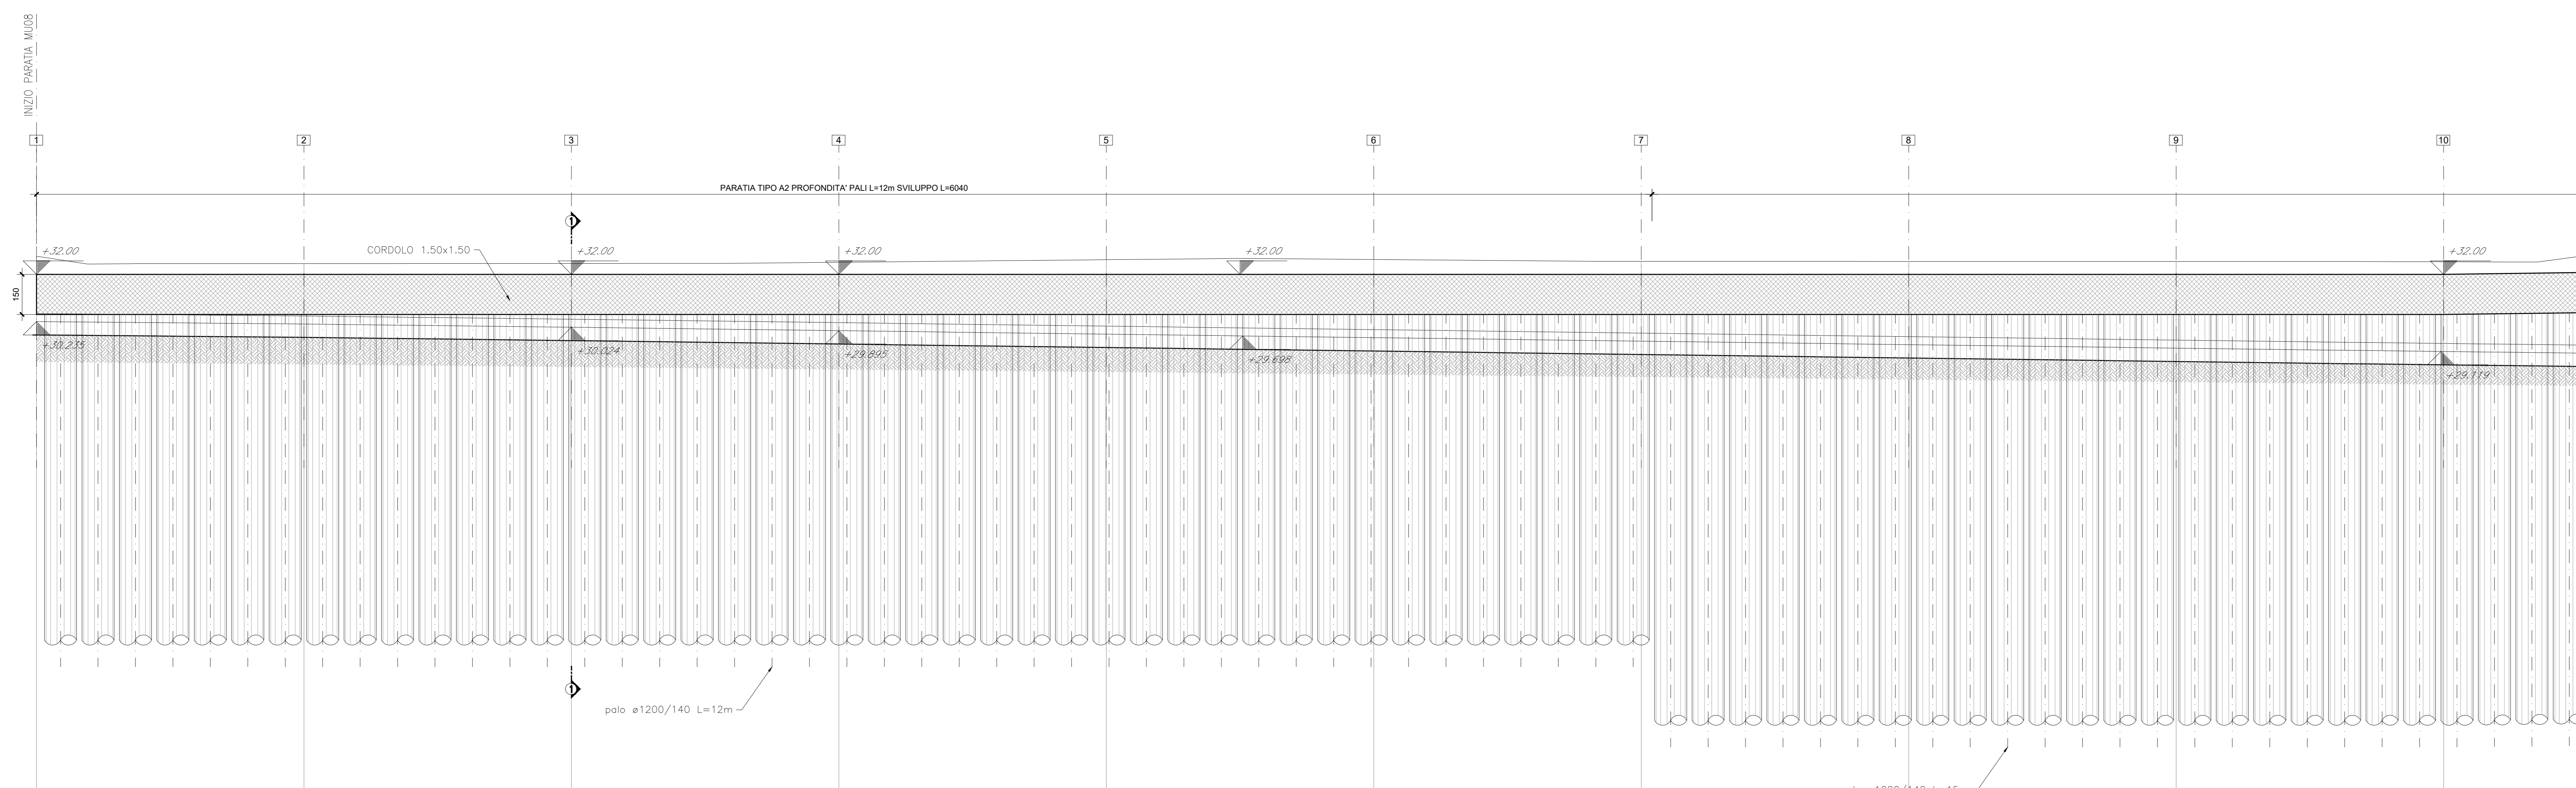 INIZIO PARATIA MU08
1 2 3 4 5 6 7 8 9 10
PARATIA TIPO A2 PROFONDITA' PALI L=12m SVILUPPO L=6040
1
+32.00 CORDOLO 1.50x1.50 +32.00 +32.00 +32.00 +32.00
150
+30.235 +30.024 +29.895 +29.698 +29.119
1
palo ø1200/140 L=12m